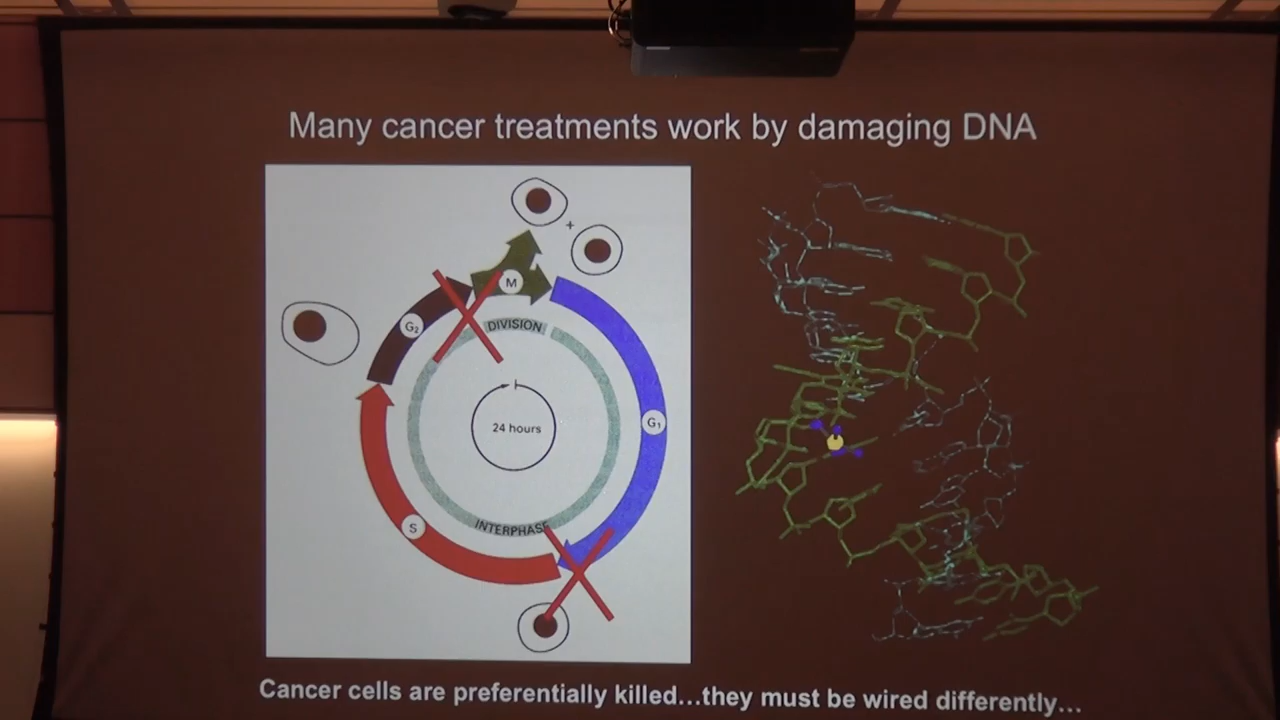 Many cancer treatments work by damaging DNA
+
M
G₂
DIVISION
24 hours
G₁
S
INTERPHASE
Cancer cells are preferentially killed...they must be wired differently...